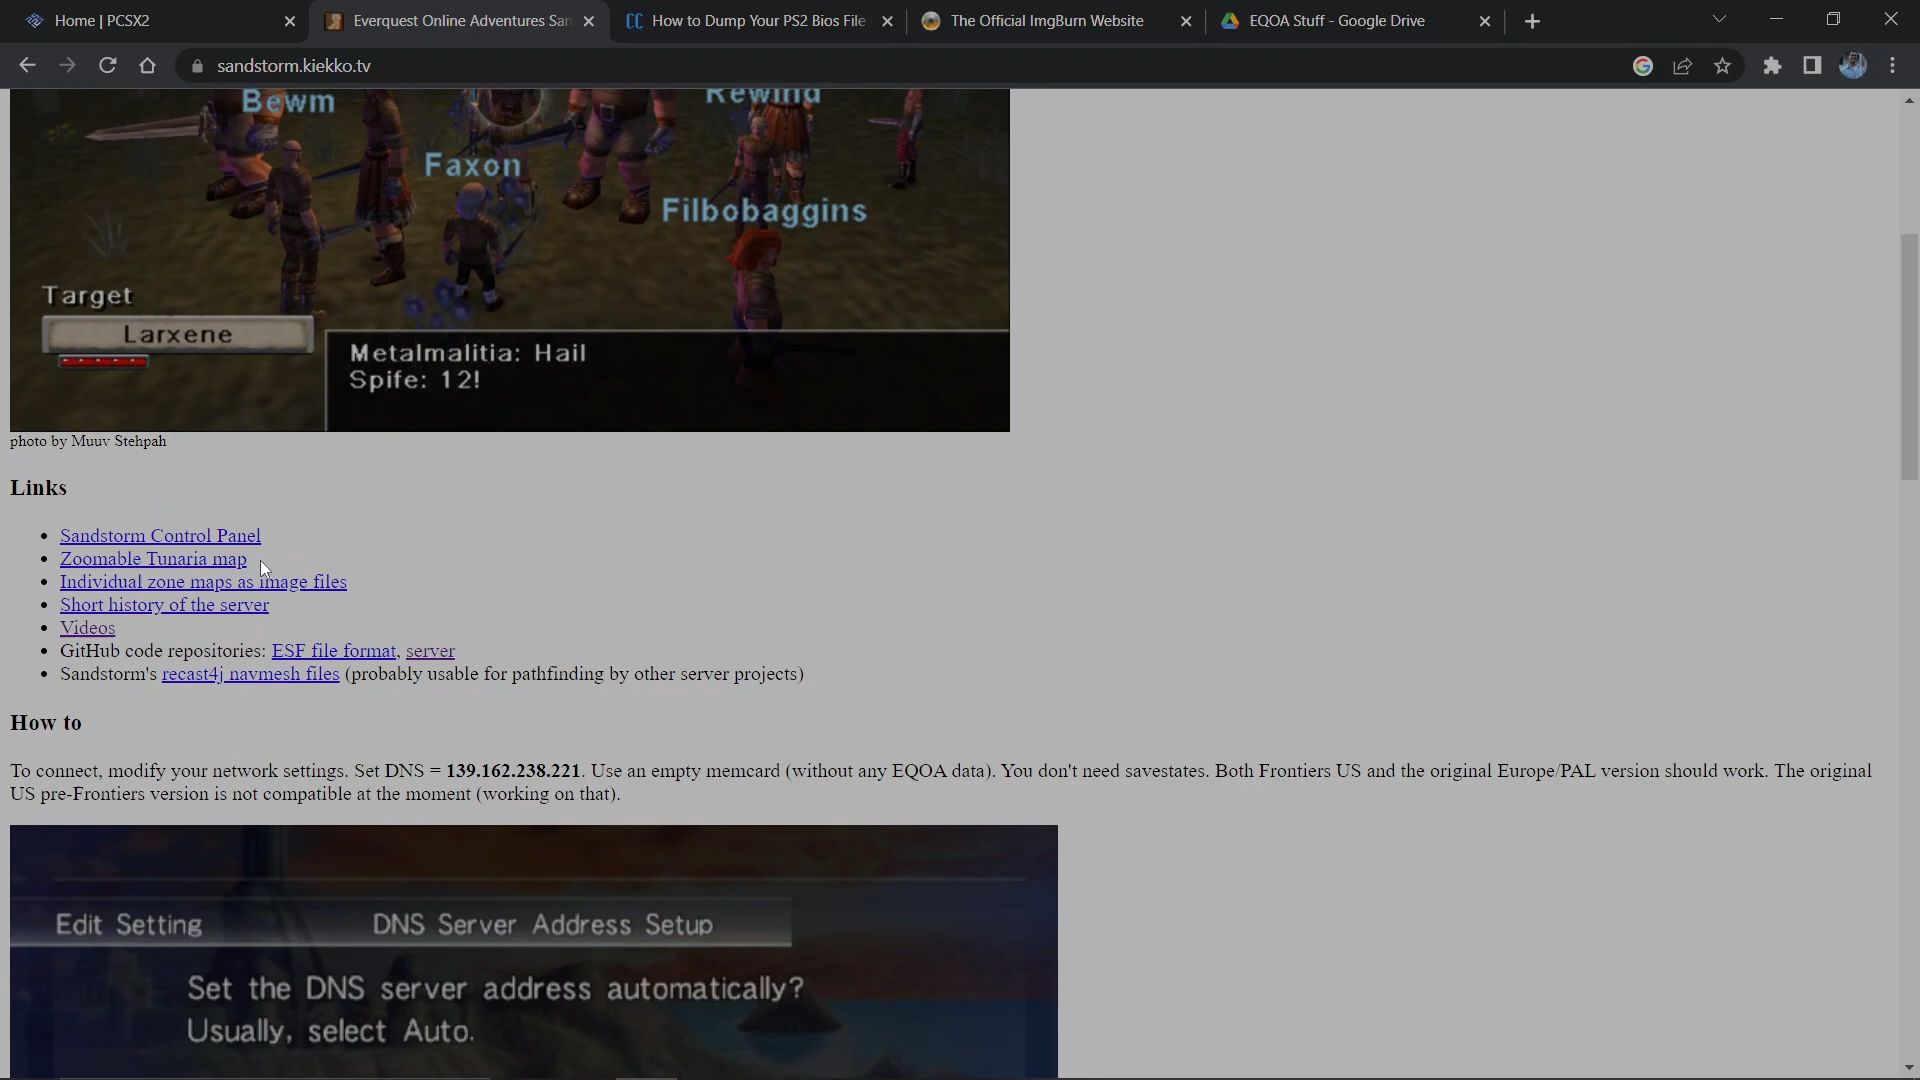 Home | PCSX2
Everquest Online Adventures San
How to Dump Your PS2 Bios File
The Official ImgBurn Website
EQOA Stuff - Google Drive
sandstorm.kiekko.tv
Bewm
Rewind
Faxon
Filbobaggins
Target
Larxene
Metalmalitia: Hail
Spife: 12!
photo by Muuv Stehpah
Links
Sandstorm Control Panel
Zoomable Tunaria map
Individual zone maps as image files
Short history of the server
Videos
GitHub code repositories: ESF file format, server
Sandstorm's recast4j navmesh files (probably usable for pathfinding by other server projects)
How to
To connect, modify your network settings. Set DNS = 139.162.238.221. Use an empty memcard (without any EQOA data). You don't need savestates. Both Frontiers US and the original Europe/PAL version should work. The original
US pre-Frontiers version is not compatible at the moment (working on that).
Edit Setting
DNS Server Address Setup
Set the DNS server address automatically?
Usually, select Auto.